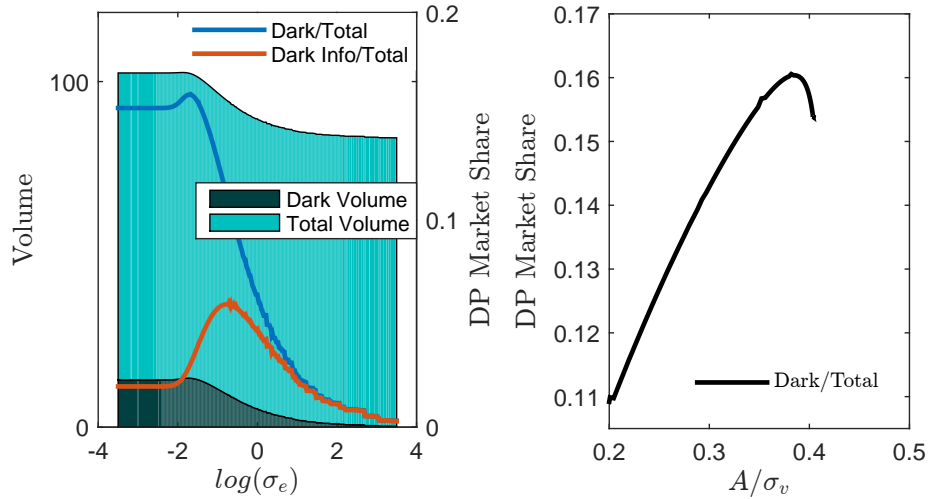 Dark/Total
Dark Info/Total
Dark Volume
Total Volume
Volume
100
0
-4
-2
0
2
4
log(σ_e)
0.2
0.1
0
DP Market Share
DP Market Share
0.17
0.16
0.15
0.14
0.13
0.12
0.11
0.2
0.3
0.4
0.5
A/σ_v
Dark/Total